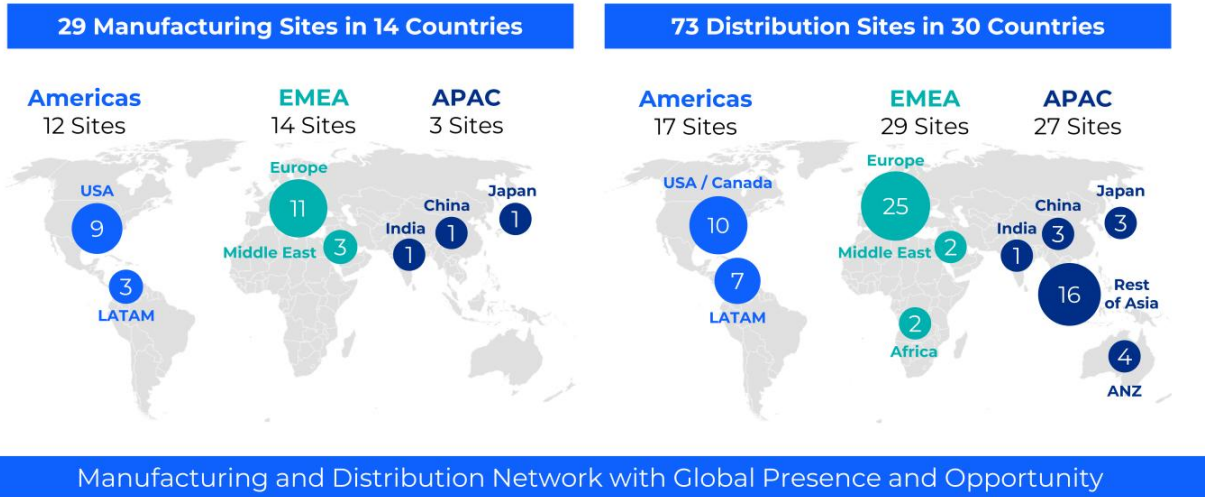 29 Manufacturing Sites in 14 Countries
Americas
12 Sites
EMEA
14 Sites
APAC
3 Sites
USA
9
3
LATAM
Europe
11
Middle East 3
India
1
China
1
Japan
1
73 Distribution Sites in 30 Countries
Americas
17 Sites
EMEA
29 Sites
APAC
27 Sites
USA / Canada
10
7
LATAM
Europe
25
Middle East 2
2
Africa
India
1
China
3
Japan
3
16
Rest
of Asia
4
ANZ
Manufacturing and Distribution Network with Global Presence and Opportunity